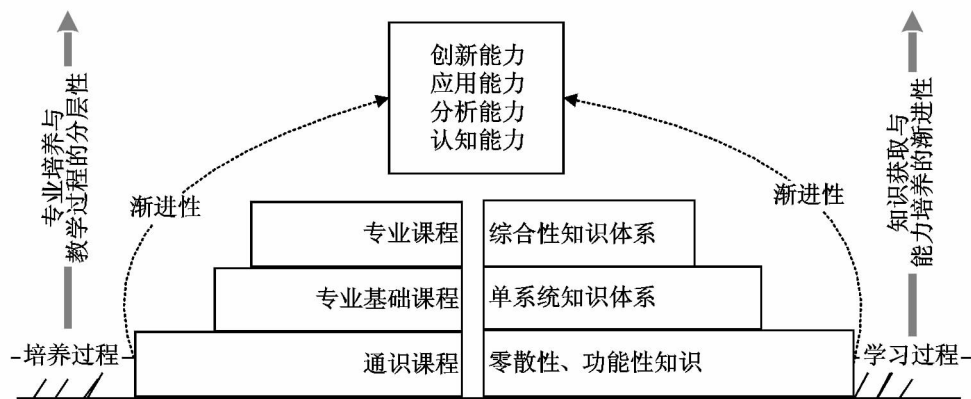 创新能力
应用能力
分析能力
认知能力
专业培养与
教学过程的分层性
知识获取与
能力培养的渐进性
渐进性
渐进性
专业课程
综合性知识体系
专业基础课程
单系统知识体系
培养过程
通识课程
零散性、功能性知识
学习过程